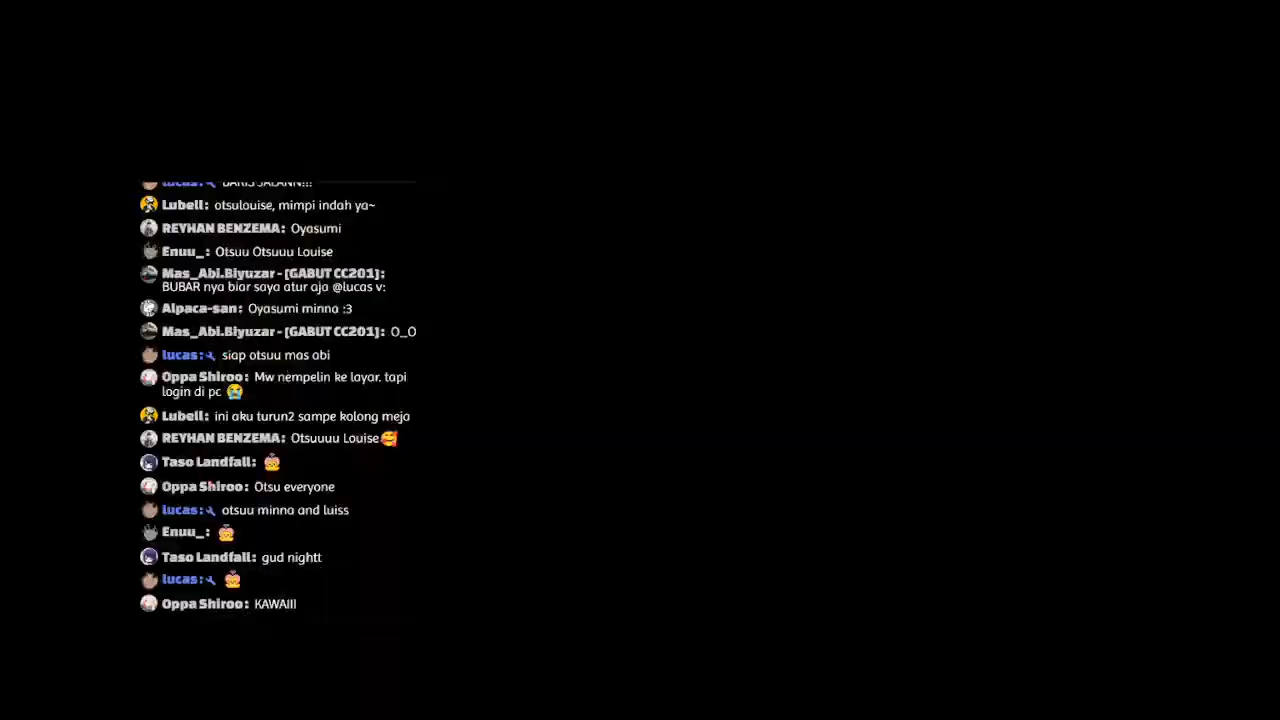 lucas: BARIS JALANN!!!
Lubell: otsulouise, mimpi indah ya~
REYHAN BENZEMA: Oyasumi
Enuu_: Otsuu Otsuuu Louise
Mas_Abi.Biyuzar - [GABUT CC201]:
BUBAR nya biar saya atur aja @lucas v:
Alpaca-san: Oyasumi minna :3
Mas_Abi.Biyuzar - [GABUT CC201]: O_O
lucas: siap otsuu mas abi
Oppa Shiroo: Mw nempelin ke layar. tapi
login di pc 😭
Lubell: ini aku turun2 sampe kolong meja
REYHAN BENZEMA: Otsuuuu Louise🥰
Taso Landfall:
Oppa Shiroo: Otsu everyone
lucas: otsuu minna and luiss
Enuu_:
Taso Landfall: gud nightt
lucas:
Oppa Shiroo: KAWAIII